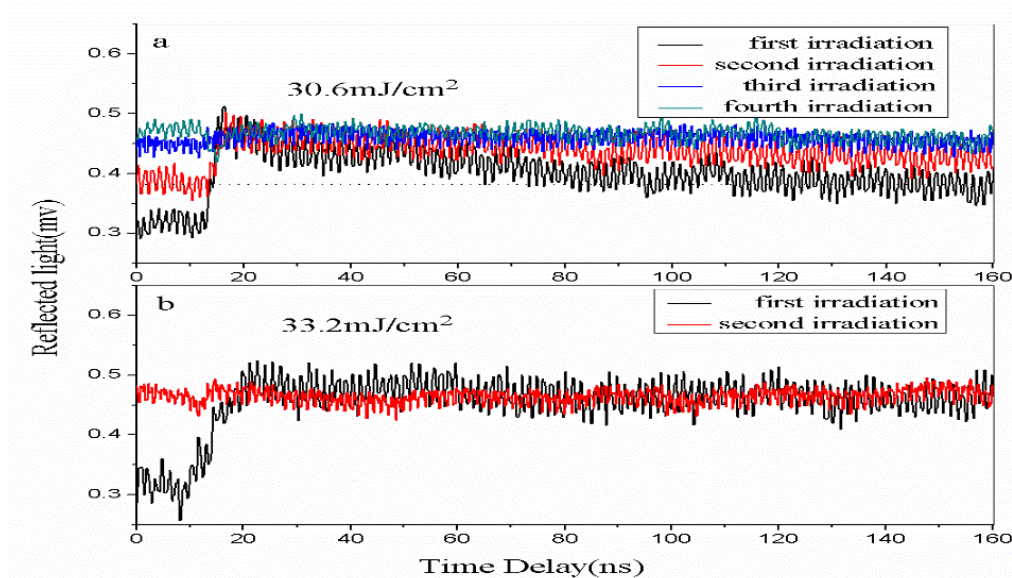 a
first irradiation
second irradiation
third irradiation
fourth irradiation
30.6mJ/cm²
0.6
0.5
0.4
0.3
0 20 40 60 80 100 120 140 160
Reflected light(mv)
b
first irradiation
second irradiation
33.2mJ/cm²
0.6
0.5
0.4
0.3
0 20 40 60 80 100 120 140 160
Time Delay(ns)